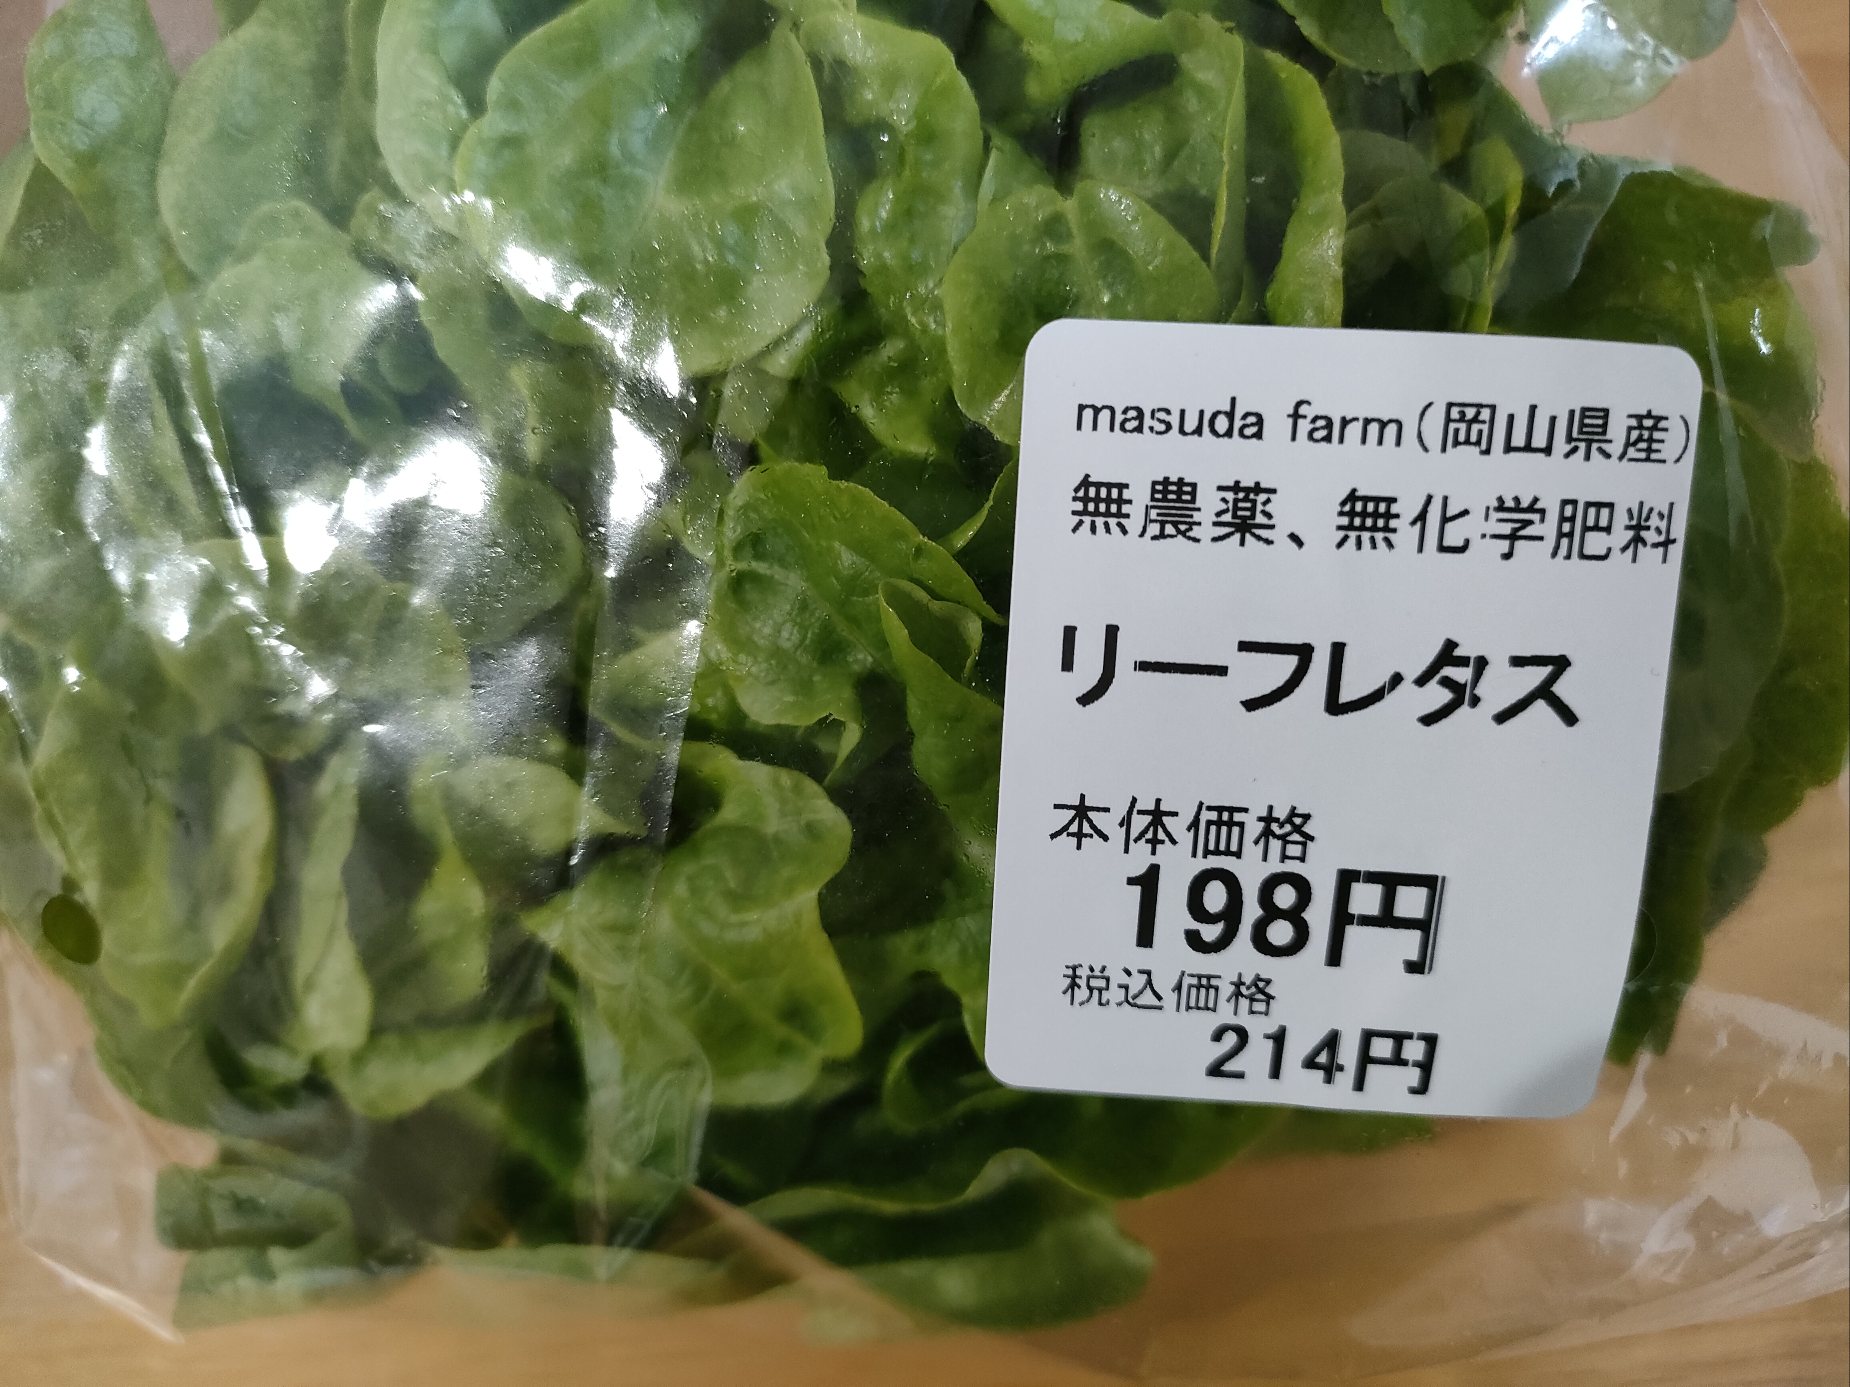 masuda farm（岡山県産）
無農薬、無化学肥料
リーフレタス
本体価格
198円
税込価格
214円